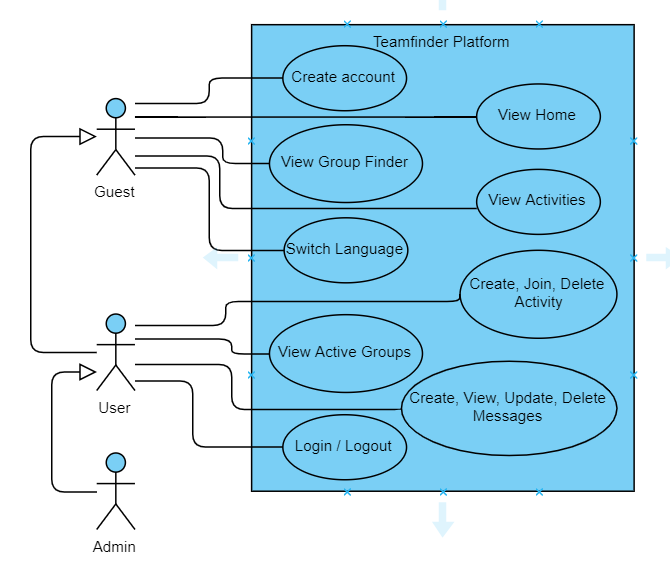 Teamfinder Platform
Create account
View Home
View Group Finder
Guest
View Activities
Switch Language
Create, Join, Delete
Activity
View Active Groups
User
Create, View, Update, Delete
Messages
Login / Logout
Admin